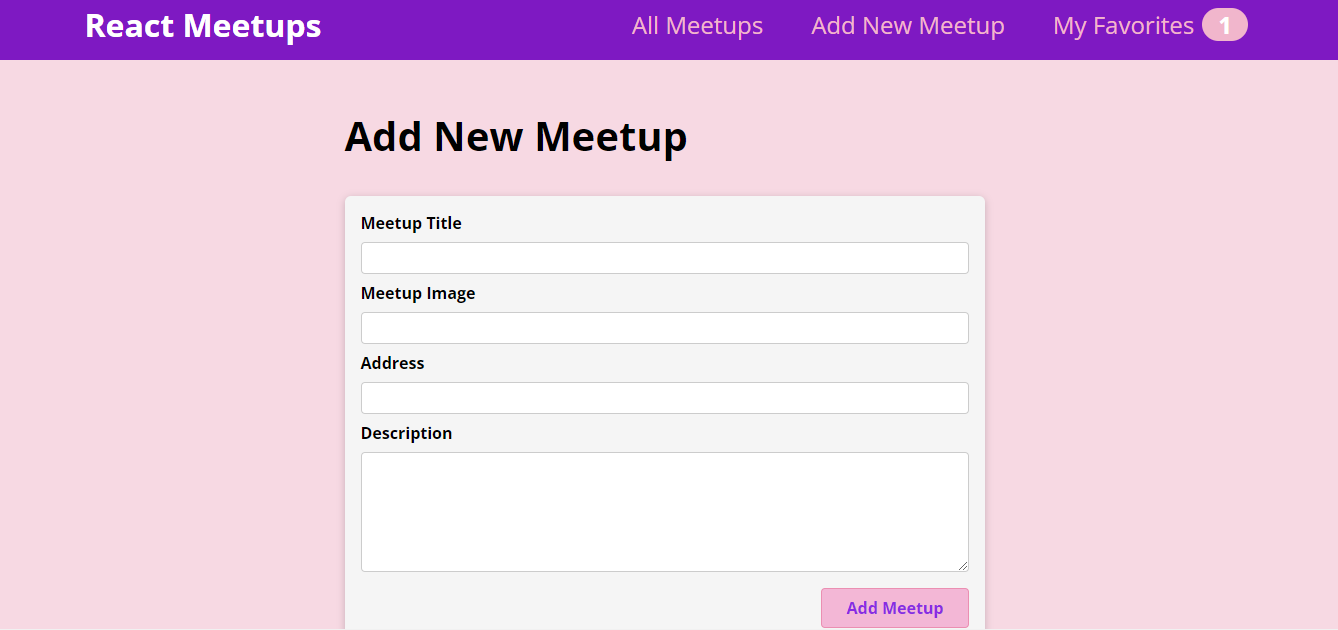 React Meetups All Meetups Add New Meetup My Favorites 1
Add New Meetup
Meetup Title
Meetup Image
Address
Description
Add Meetup